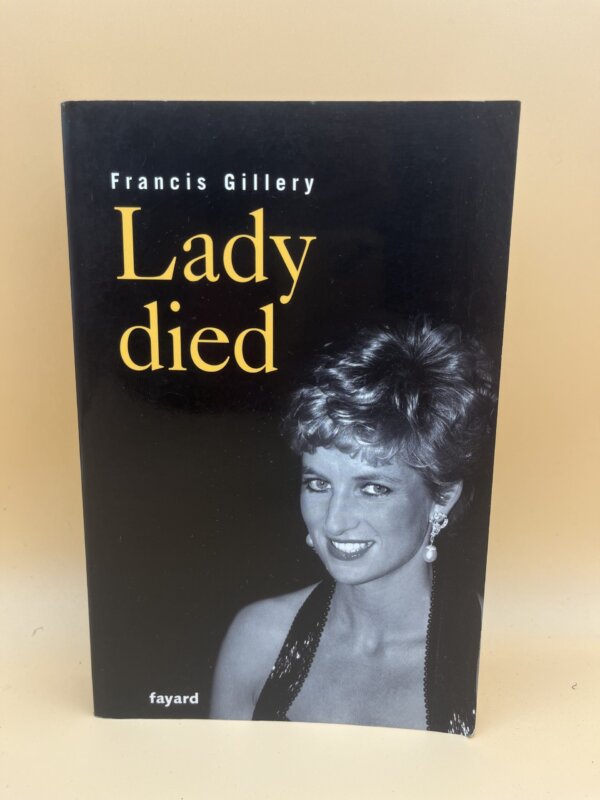 Francis Gillery
Lady
died
fayard